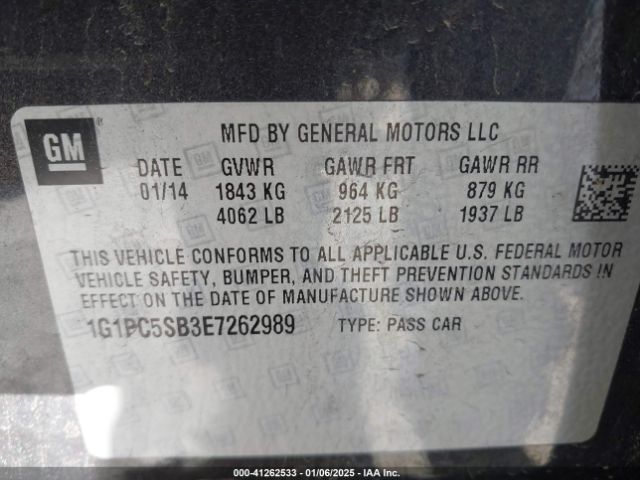 GM
®
MFD BY GENERAL MOTORS LLC
DATE GVWR GAWR FRT GAWR RR
01/14 1843 KG 964 KG 879 KG
4062 LB 2125 LB 1937 LB
THIS VEHICLE CONFORMS TO ALL APPLICABLE U.S. FEDERAL MOTOR
VEHICLE SAFETY, BUMPER, AND THEFT PREVENTION STANDARDS IN
EFFECT ON THE DATE OF MANUFACTURE SHOWN ABOVE.
1G1PC5SB3E7262989 TYPE: PASS CAR
000-41262533 - 01/06/2025 - IAA Inc.